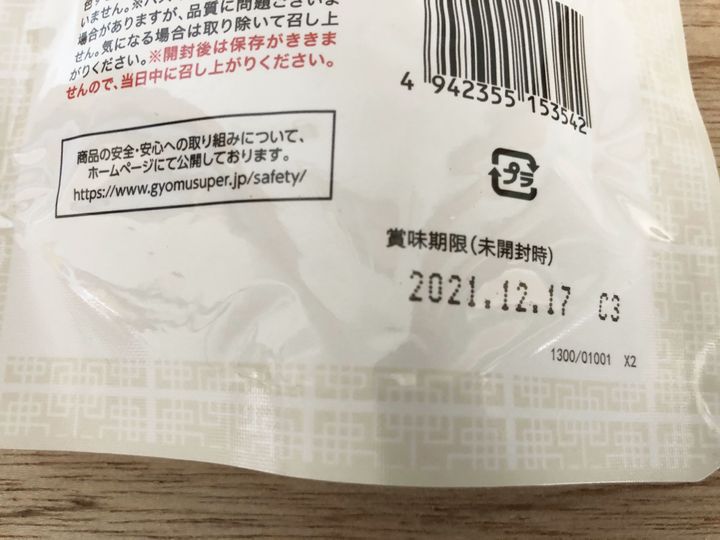 いません。※パス
場合がありますが、品質に問題ございま
せん。気になる場合は取り除いて召し上
がりください。※開封後は保存がききま
せんので、当日中に召し上がりください。
4 942355 153542
商品の安全・安心への取り組みについて、
ホームページにて公開しております。
https://www.gyomusuper.jp/safety/
プラ
賞味期限(未開封時)
2021.12.17 C3
1300/01001 X2